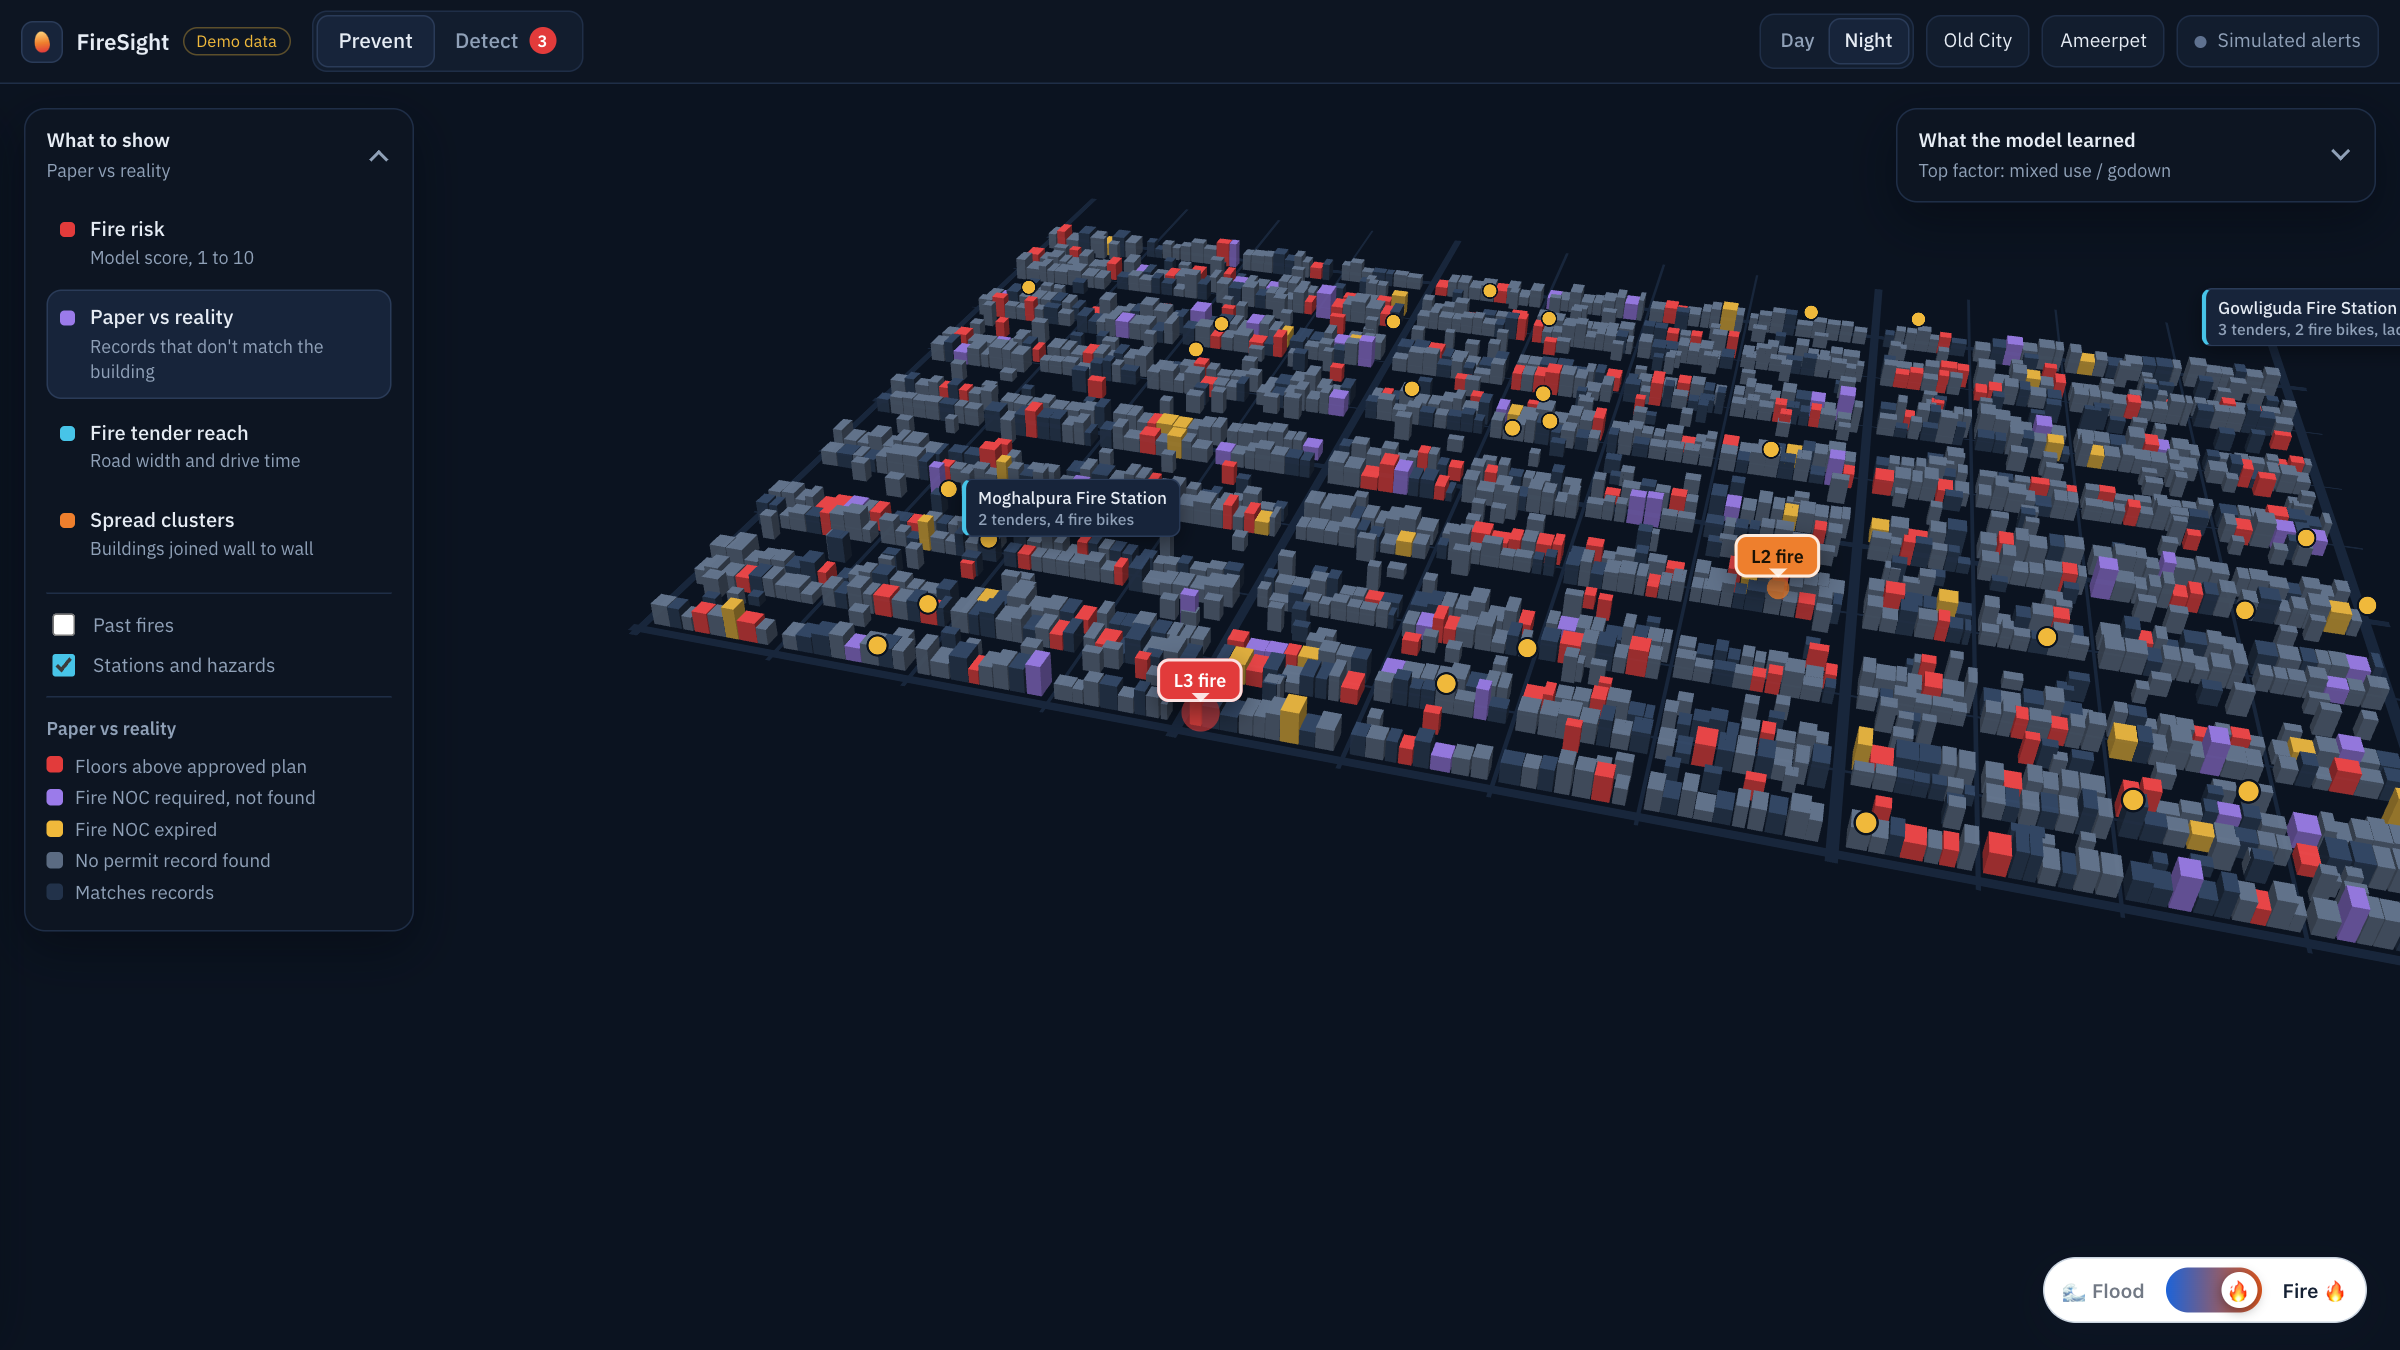 FireSight
Demo data
Prevent
Detect 3
Day
Night
Old City
Ameerpet
Simulated alerts
What to show
Paper vs reality
Fire risk
Model score, 1 to 10
Paper vs reality
Records that don't match the
building
Fire tender reach
Road width and drive time
Spread clusters
Buildings joined wall to wall
Past fires
Stations and hazards
Paper vs reality
Floors above approved plan
Fire NOC required, not found
Fire NOC expired
No permit record found
Matches records
What the model learned
Top factor: mixed use / godown
Gowliguda Fire Station
3 tenders, 2 fire bikes,
Moghalpura Fire Station
2 tenders, 4 fire bikes
L2 fire
L3 fire
Flood
Fire